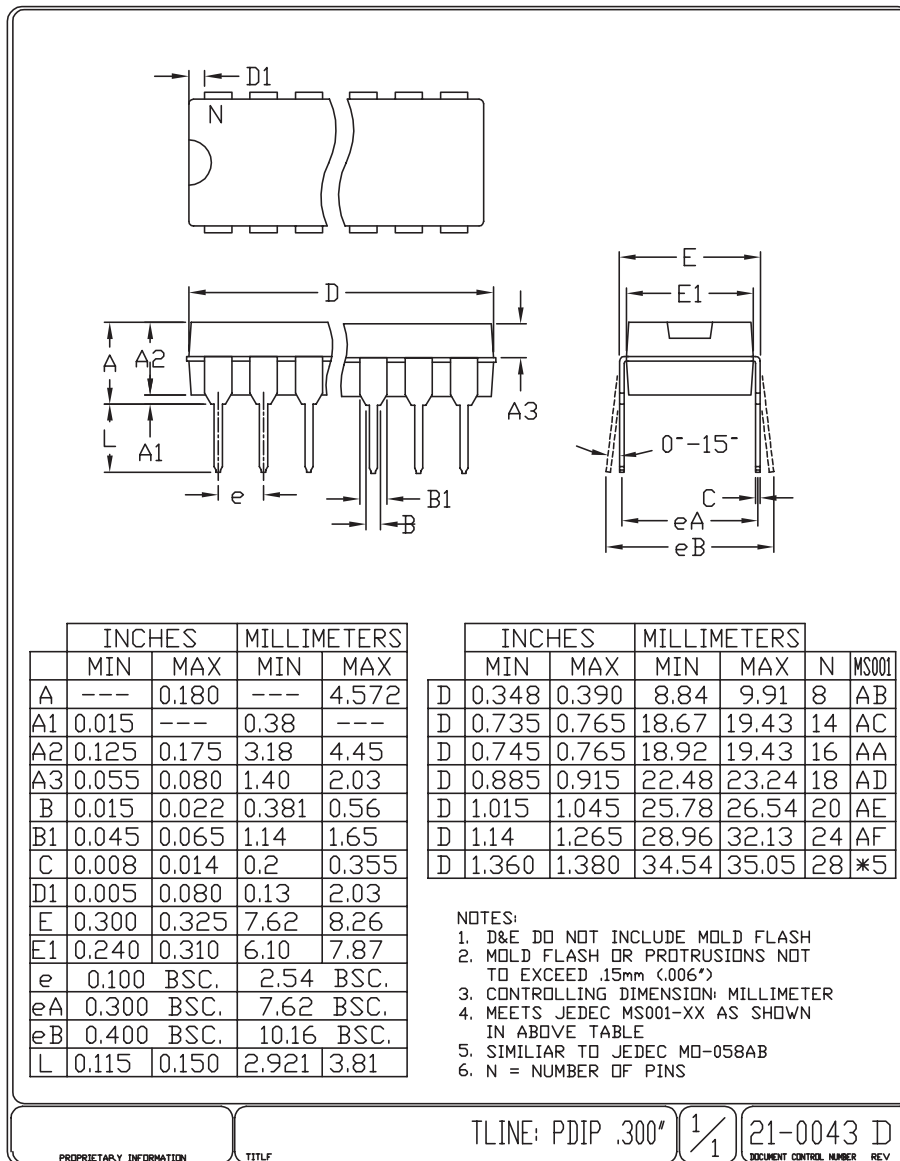 D1
N
D
E
E1
A
A2
A3
L
A1
0°-15°
e
B1
B
C
eA
eB
INCHES MILLIMETERS
MIN MAX MIN MAX
A --- 0.180 --- 4.572
A1 0.015 --- 0.38 ---
A2 0.125 0.175 3.18 4.45
A3 0.055 0.080 1.40 2.03
B 0.015 0.022 0.381 0.56
B1 0.045 0.065 1.14 1.65
C 0.008 0.014 0.2 0.355
D1 0.005 0.080 0.13 2.03
E 0.300 0.325 7.62 8.26
E1 0.240 0.310 6.10 7.87
e 0.100 BSC. 2.54 BSC.
eA 0.300 BSC. 7.62 BSC.
eB 0.400 BSC. 10.16 BSC.
L 0.115 0.150 2.921 3.81
INCHES MILLIMETERS
MIN MAX MIN MAX N MS001
D 0.348 0.390 8.84 9.91 8 AB
D 0.735 0.765 18.67 19.43 14 AC
D 0.745 0.765 18.92 19.43 16 AA
D 0.885 0.915 22.48 23.24 18 AD
D 1.015 1.045 25.78 26.54 20 AE
D 1.14 1.265 28.96 32.13 24 AF
D 1.360 1.380 34.54 35.05 28 *5
NOTES:
1. D&E DO NOT INCLUDE MOLD FLASH
2. MOLD FLASH OR PROTRUSIONS NOT
TO EXCEED .15mm (.006")
3. CONTROLLING DIMENSION: MILLIMETER
4. MEETS JEDEC MS001-XX AS SHOWN
IN ABOVE TABLE
5. SIMILIAR TO JEDEC MO-058AB
6. N = NUMBER OF PINS
PROPRIETARY INFORMATION
TITLE
TLINE: PDIP .300"
1/1
21-0043 D
DOCUMENT CONTROL NUMBER REV